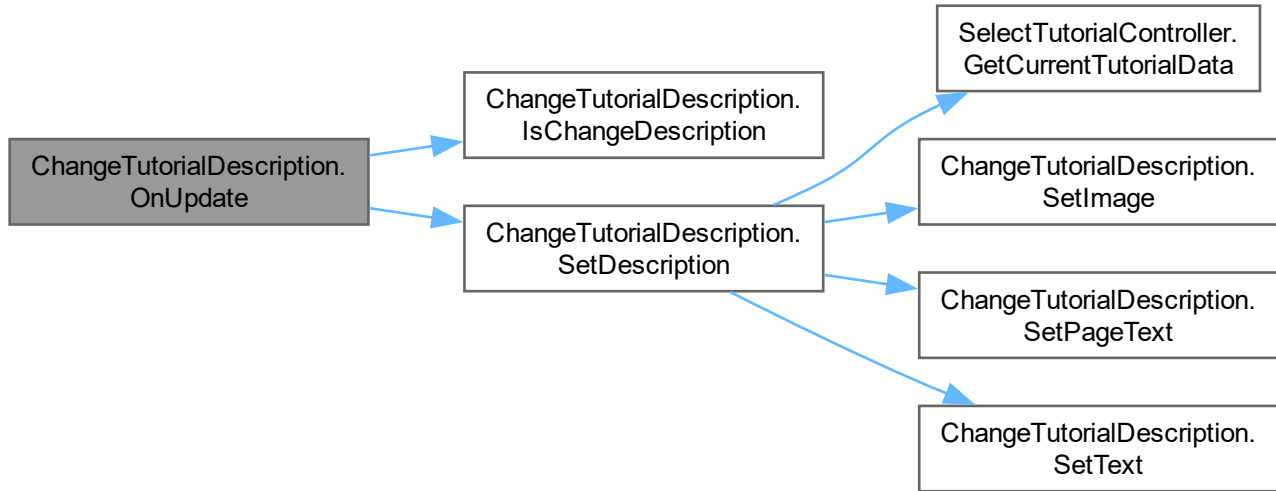 ChangeTutorialDescription.
OnUpdate
ChangeTutorialDescription.
IsChangeDescription
ChangeTutorialDescription.
SetDescription
SelectTutorialController.
GetCurrentTutorialData
ChangeTutorialDescription.
SetImage
ChangeTutorialDescription.
SetPageText
ChangeTutorialDescription.
SetText